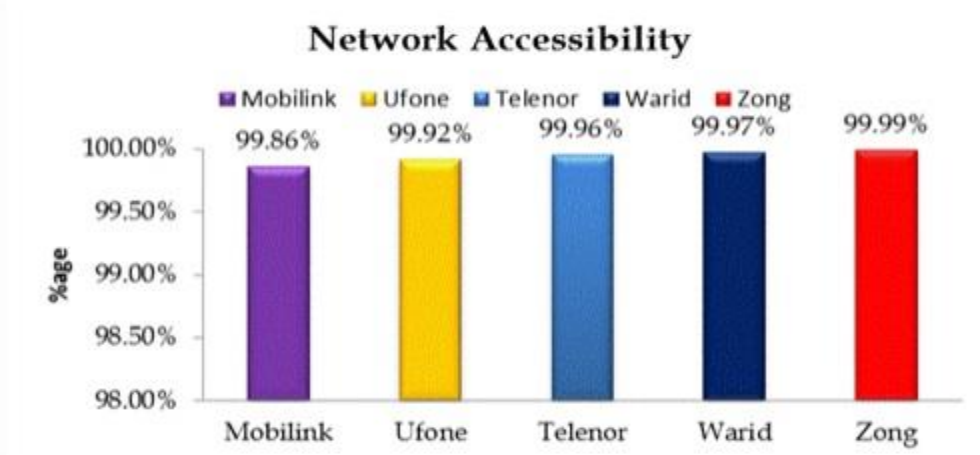 Network Accessibility
Mobilink Ufone Telenor Warid Zong
99.86% 99.92% 99.96% 99.97% 99.99%
100.00%
99.50%
99.00%
98.50%
98.00%
%age
Mobilink Ufone Telenor Warid Zong